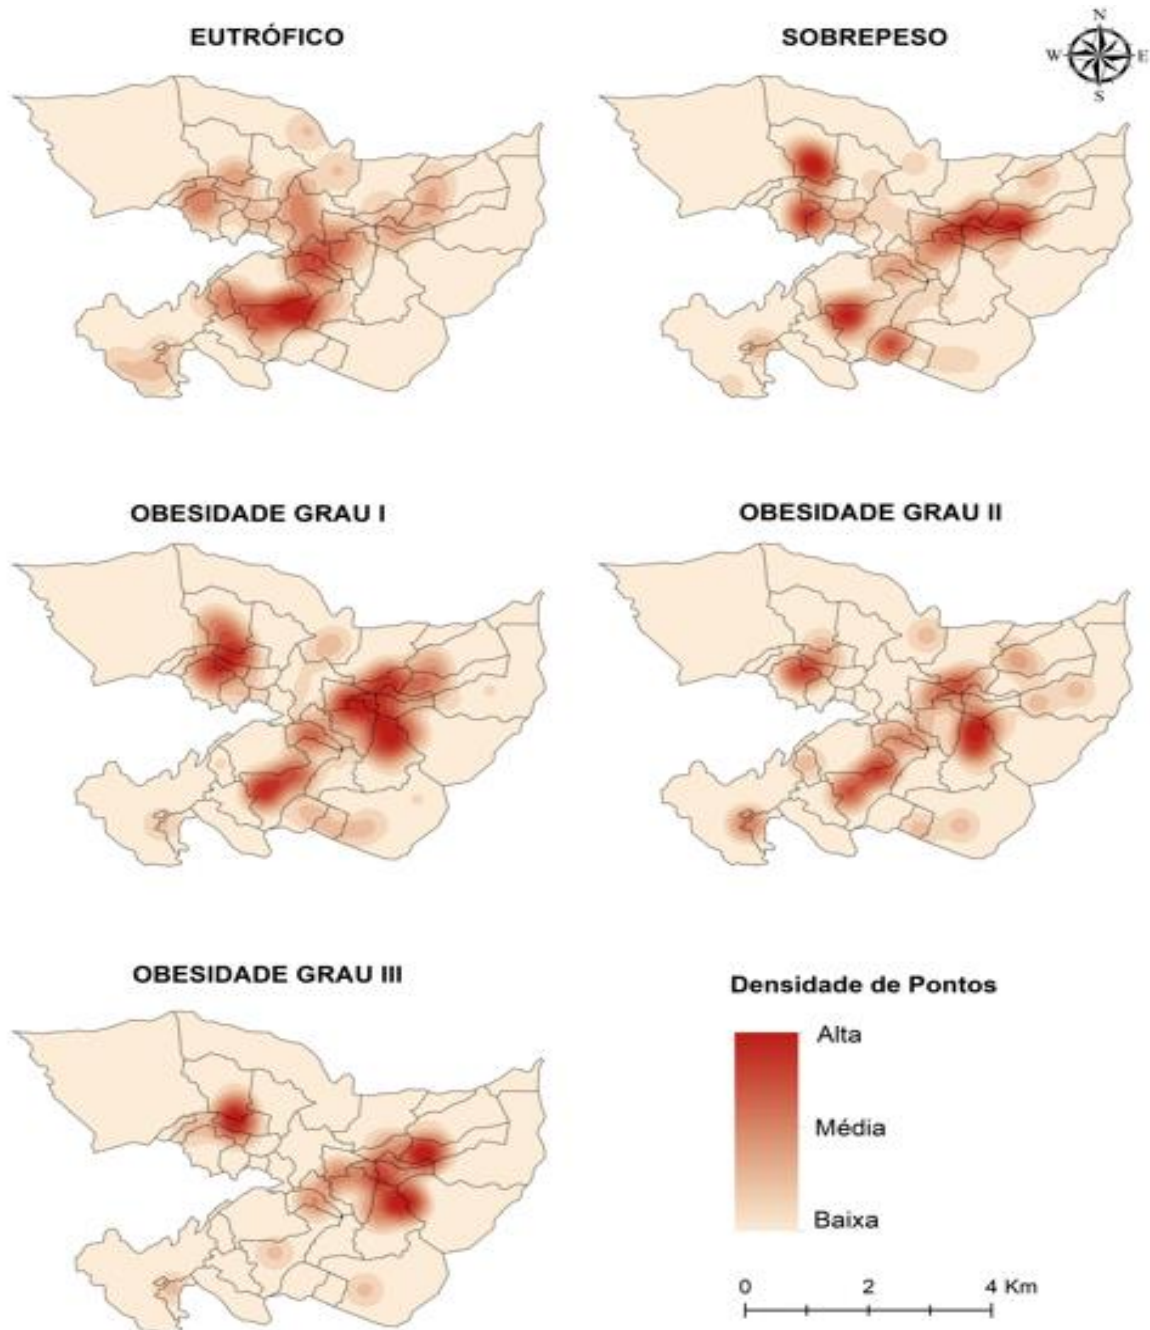 EUTRÓFICO
SOBREPESO
N
W E
S
OBESIDADE GRAU I
OBESIDADE GRAU II
OBESIDADE GRAU III
Densidade de Pontos
Alta
Média
Baixa
0 2 4 Km